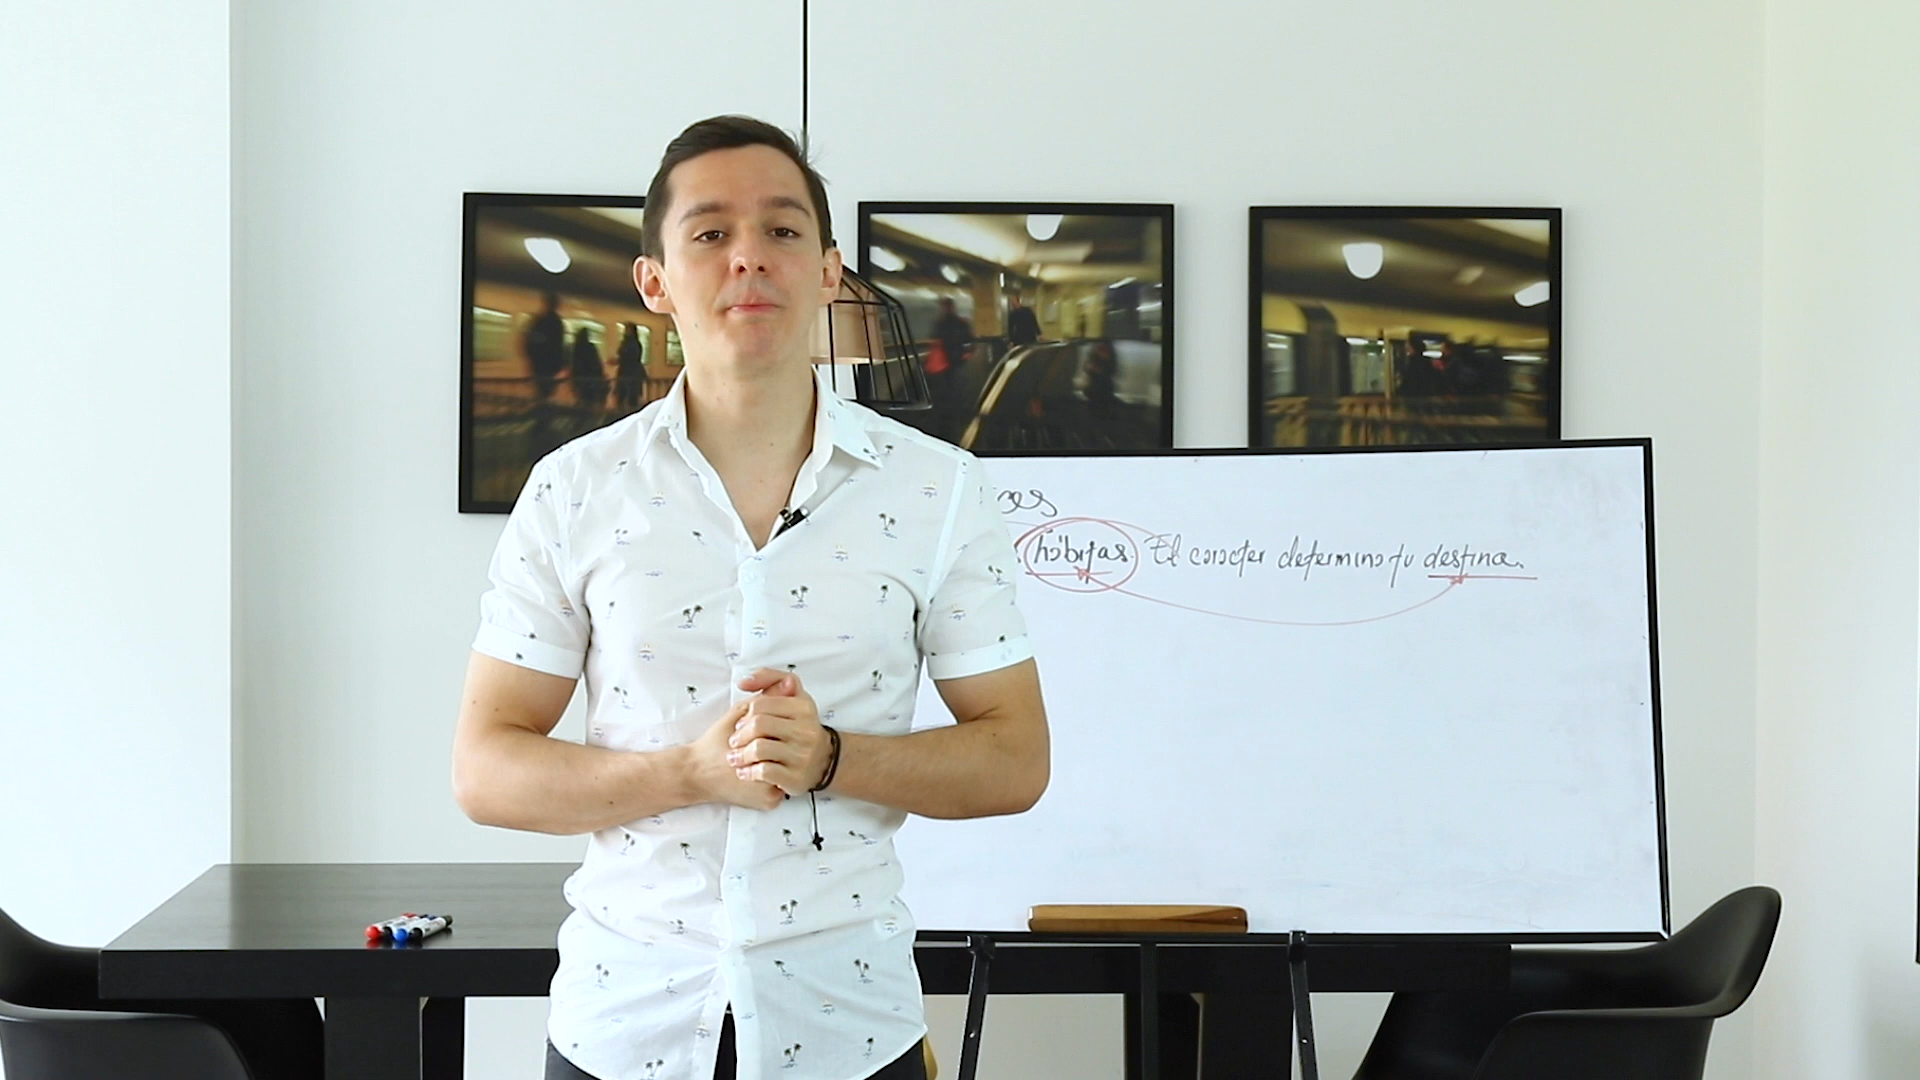 hábitos. El caracter determina tu destino.